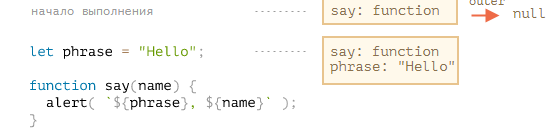 outer
начало выполнения --------- say: function null
let phrase = "Hello"; --------- say: function
phrase: "Hello"
function say(name) {
alert( `${phrase}, ${name}` );
}